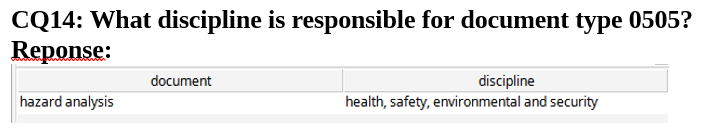 CQ14: What discipline is responsible for document type 0505?
Reponse:
document discipline
hazard analysis health, safety, environmental and security